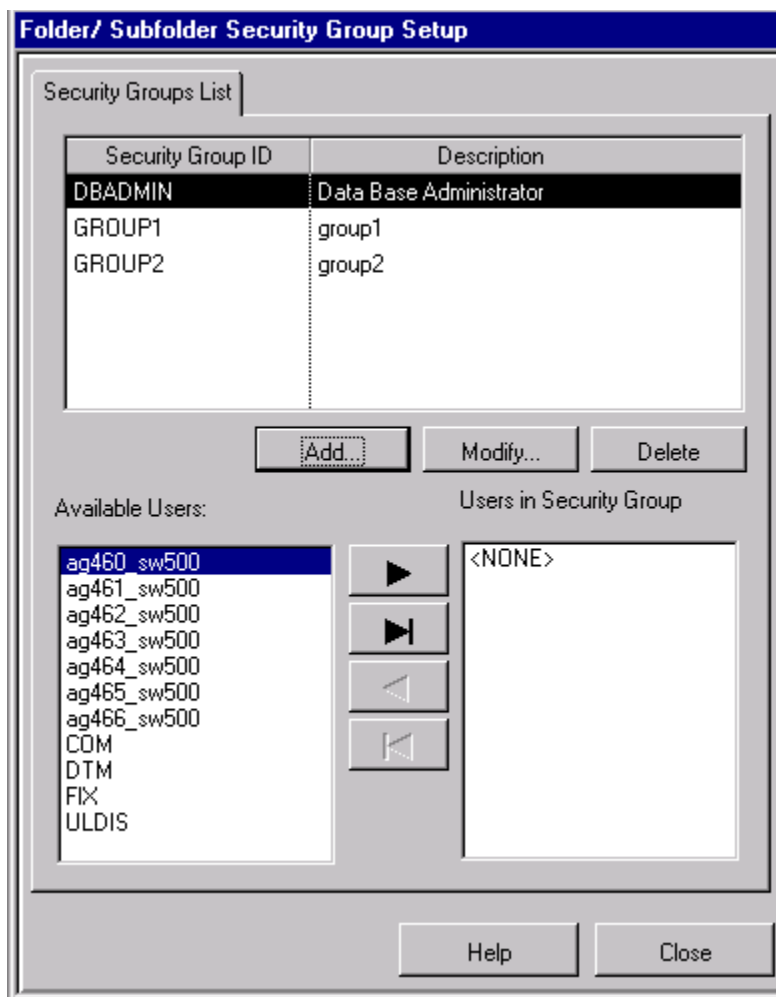 Folder/ Subfolder Security Group Setup
Security Groups List
Security Group ID Description
DBADMIN Data Base Administrator
GROUP1 group1
GROUP2 group2
Add... Modify... Delete
Available Users: Users in Security Group
ag460_sw500 <NONE>
ag461_sw500
ag462_sw500
ag463_sw500
ag464_sw500
ag465_sw500
ag466_sw500
COM
DTM
FIX
ULDIS
Help Close